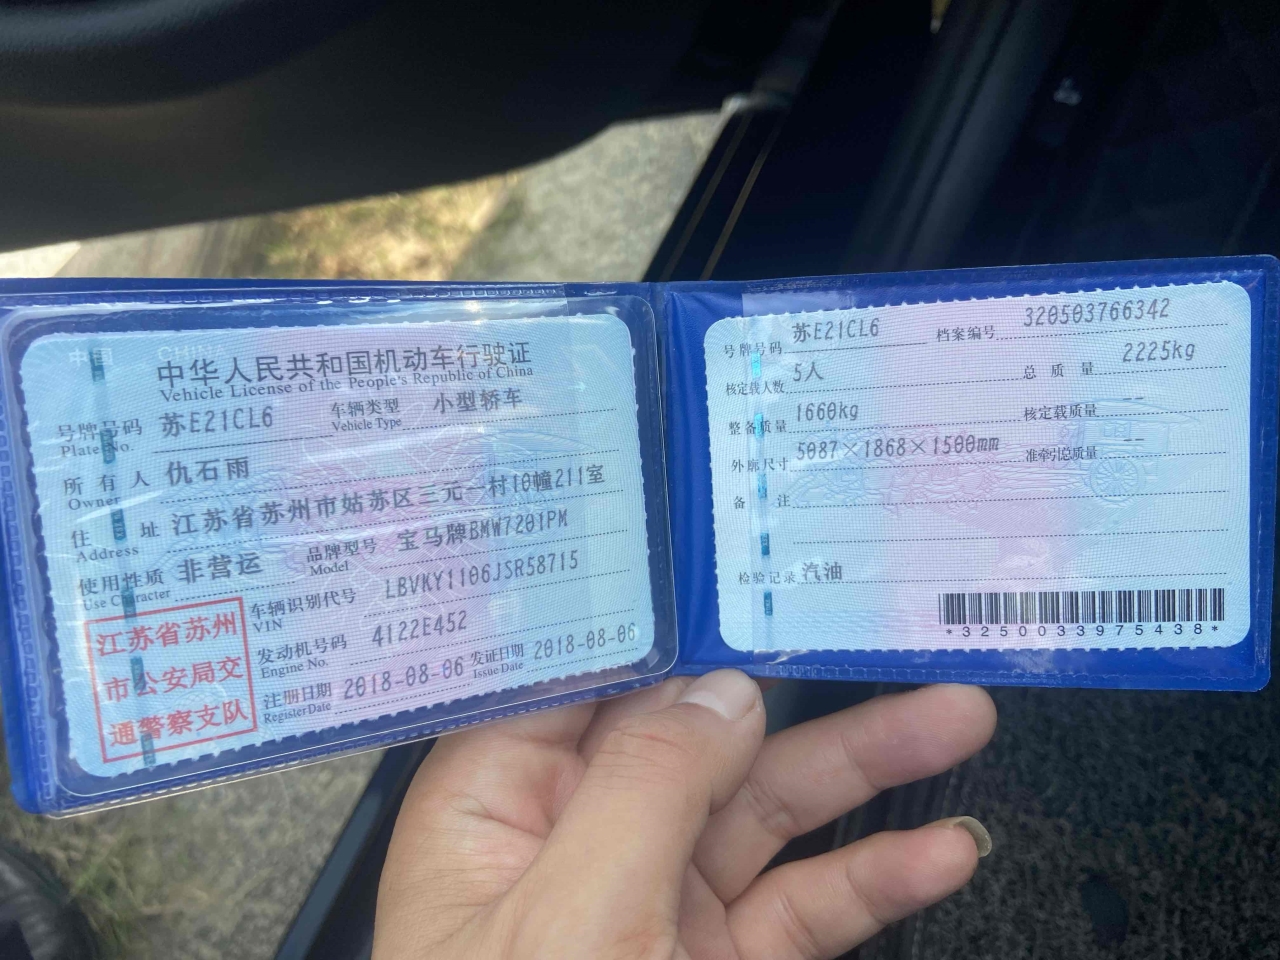 中国 CHINA
中华人民共和国机动车行驶证
Vehicle License of the People's Republic of China
号牌号码 苏E21CL6 车辆类型 小型轿车
Plate No. Vehicle Type
所有人 仇石雨
Owner
住址 江苏省苏州市姑苏区三元一村10幢211室
Address
使用性质 非营运 品牌型号 宝马牌BMW7201PM
Use Character Model
江苏省苏州
市公安局交
通警察支队
车辆识别代号 LBVKY1106JSR58715
VIN
发动机号码 4122E452
Engine No.
注册日期 2018-08-06 发证日期 2018-08-06
Register Date Issue Date
号牌号码 苏E21CL6 档案编号 320503766342
核定载人数 5人 总质量 2225kg
整备质量 1660kg 核定载质量 --
外廓尺寸 5087×1868×1500mm 准牵引总质量 --
备注
检验记录 汽油
*3250033975438*